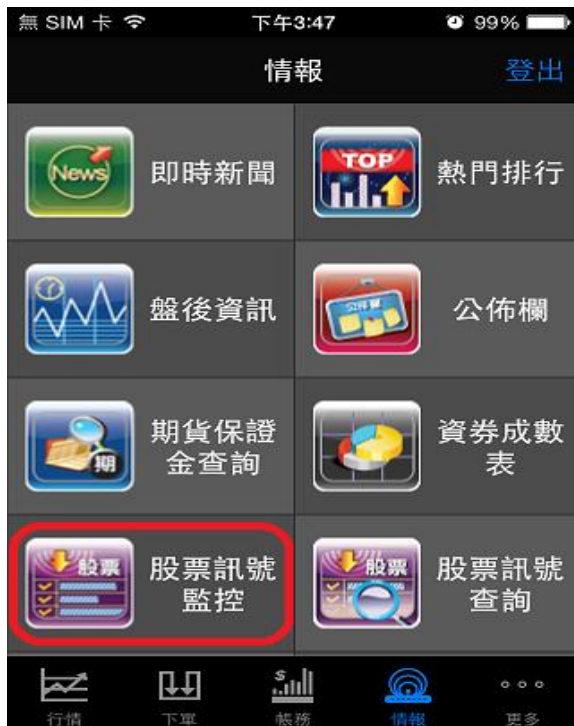 無 SIM 卡 下午3:47 99%
情報 登出
News 即時新聞
TOP 熱門排行
盤後資訊
公佈欄 公佈欄
期 期貨保證
金查詢
資券成數
表
股票 股票訊號
監控
股票 股票訊號
查詢
$
行情 下單 帳務 情報 更多